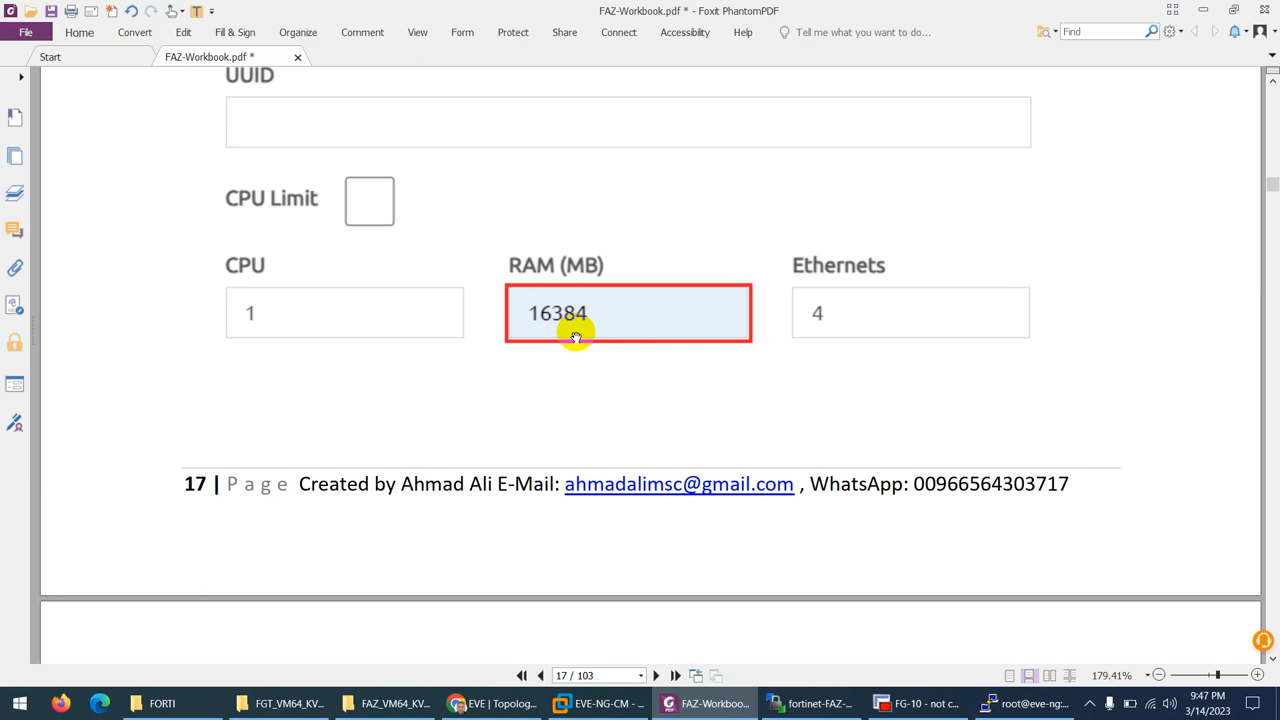 FAZ-Workbook.pdf * - Foxit PhantomPDF
File Home Convert Edit Fill & Sign Organize Comment View Form Protect Share Connect Accessibility Help Tell me what you want to do... Find
Start FAZ-Workbook.pdf *
UUID
CPU Limit
CPU RAM (MB) Ethernets
1 16384 4
17 | P a g e Created by Ahmad Ali E-Mail: ahmadalimsc@gmail.com , WhatsApp: 00966564303717
17 / 103 179.41%
FORTI FGT_VM64_KV... FAZ_VM64_KV... EVE | Topolog... EVE-NG-CM - ... FAZ-Workboo... fortinet-FAZ-... FG-10 - not c... root@eve-ng:... 9:47 PM
3/14/2023